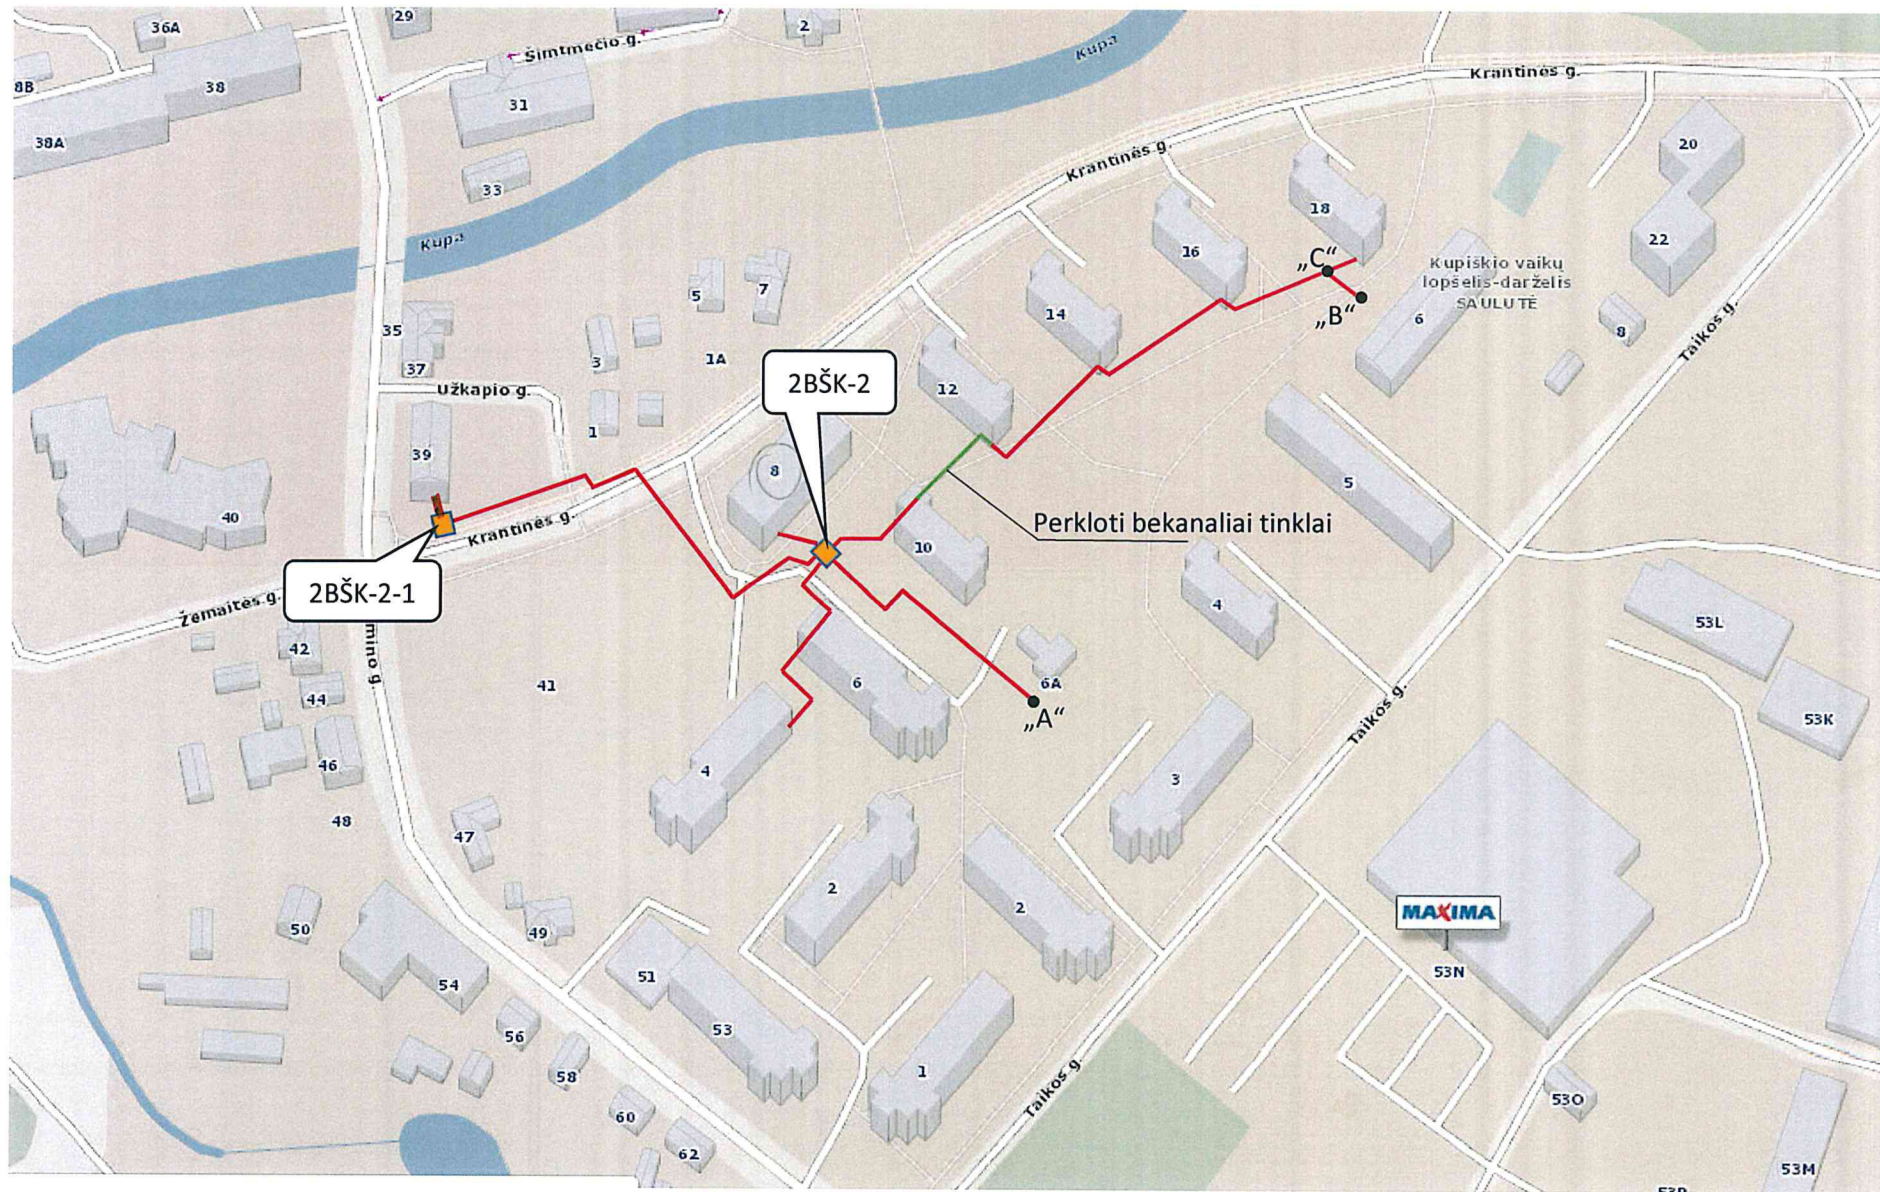 36A
29
2
Šimtmečio g.
Kupa
Krantinės g.
8B
38
31
38A
33
Krantinės g.
20
18
16
22
Kupa
5
7
„C“
Kupiškio vaikų
lopšelis-darželis
SAULUTĖ
14
„B“
6
8
Taikos g.
35
37
3
1A
12
2BŠK-2
Užkapio g.
1
39
8
5
40
Krantinės g.
Perkloti bekanaliai tinklai
10
2BŠK-2-1
Žemaitės g.
4
53L
42
mino g.
44
41
6
6A
„A“
Taikos g.
53K
46
4
3
48
47
2
2
MAXIMA
50
49
53N
54
51
53
56
58
1
Taikos g.
60
53O
62
53M